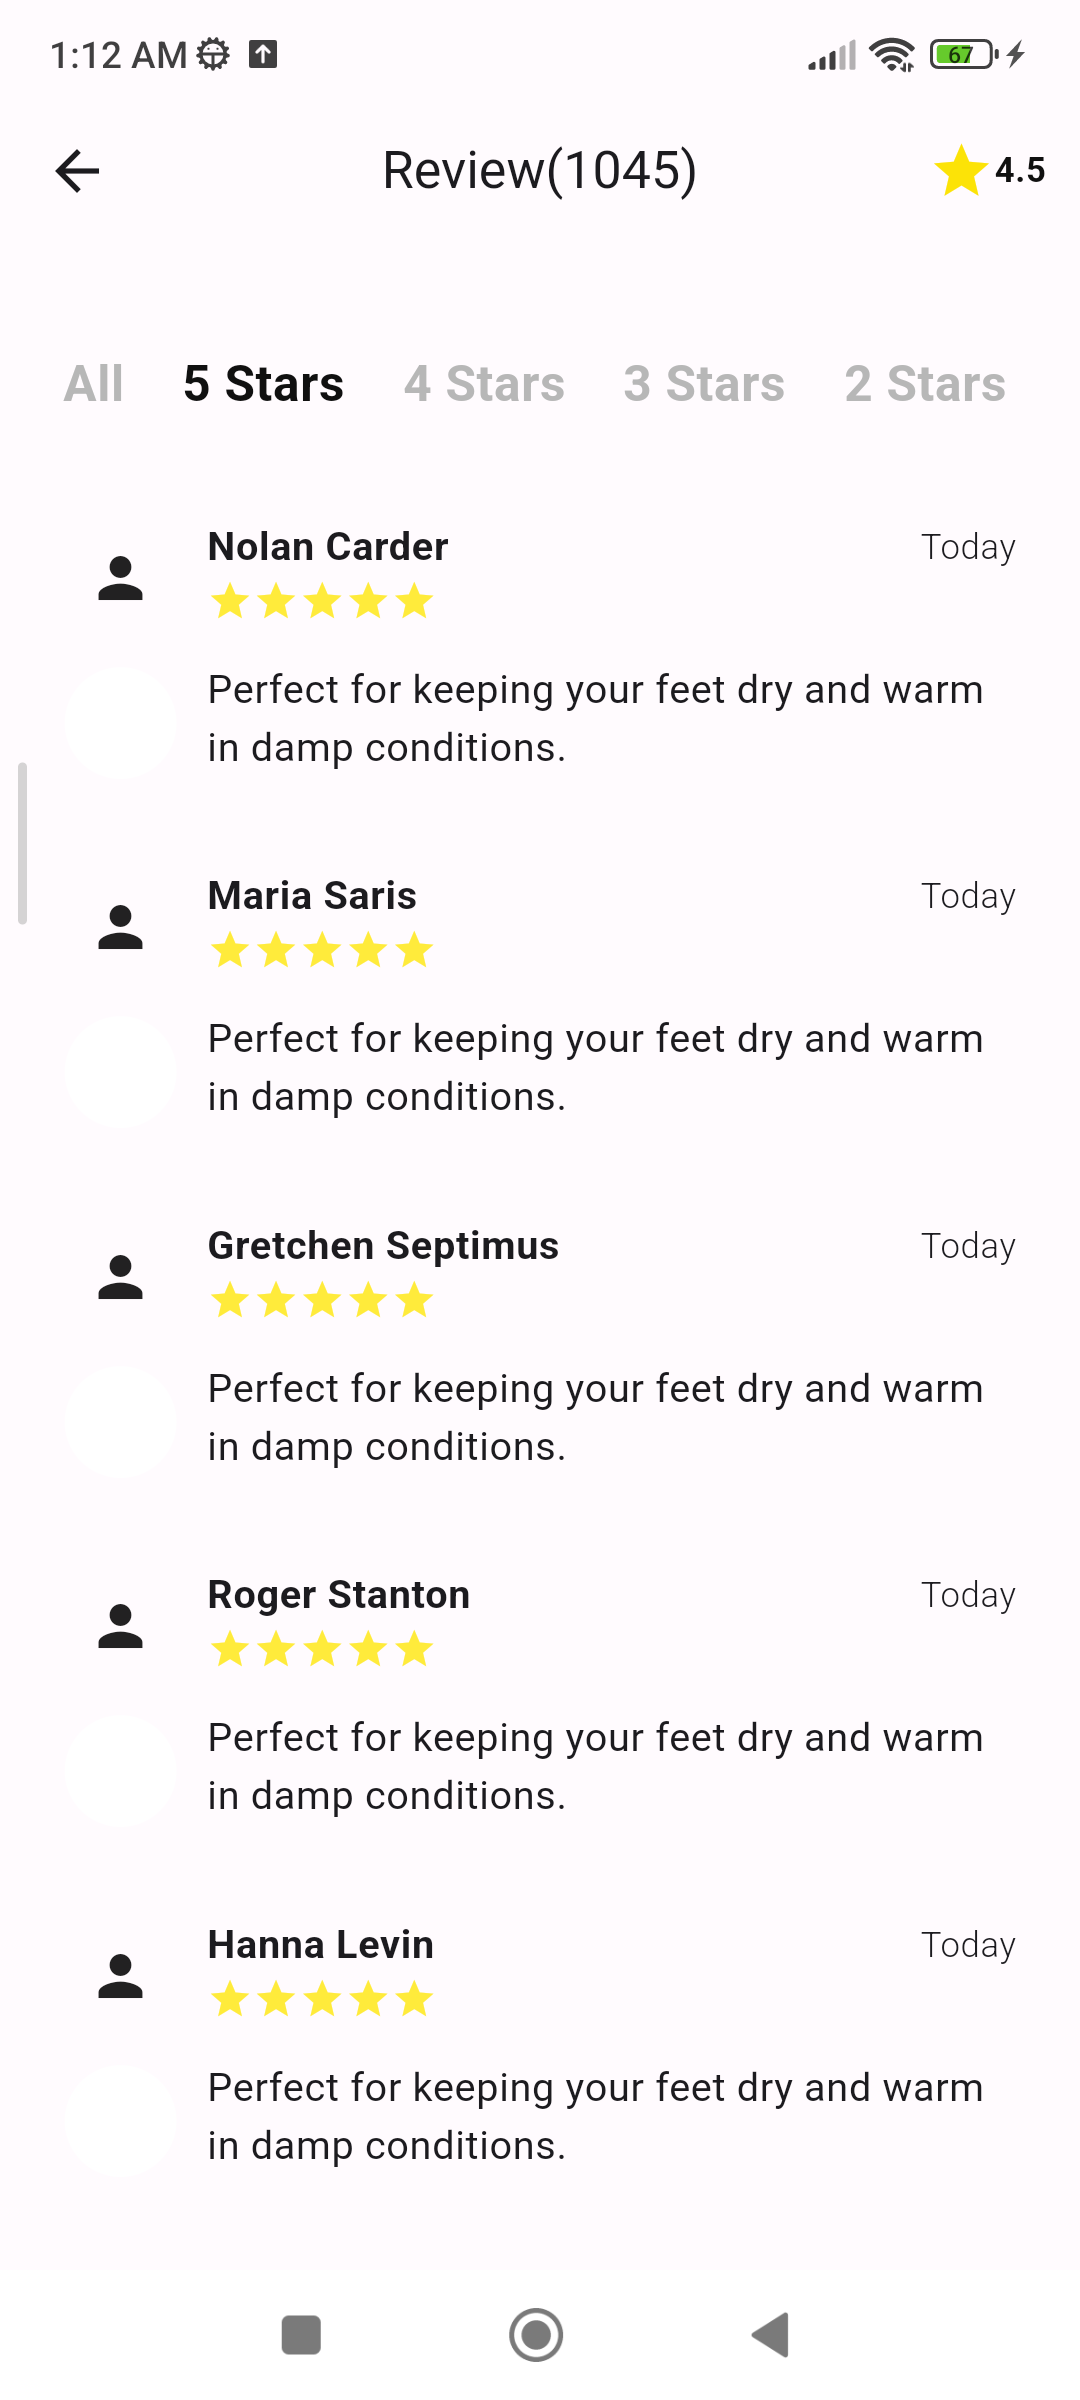 1:12 AM 67
Review(1045) 4.5
All 5 Stars 4 Stars 3 Stars 2 Stars
Nolan Carder Today
Perfect for keeping your feet dry and warm
in damp conditions.
Maria Saris Today
Perfect for keeping your feet dry and warm
in damp conditions.
Gretchen Septimus Today
Perfect for keeping your feet dry and warm
in damp conditions.
Roger Stanton Today
Perfect for keeping your feet dry and warm
in damp conditions.
Hanna Levin Today
Perfect for keeping your feet dry and warm
in damp conditions.